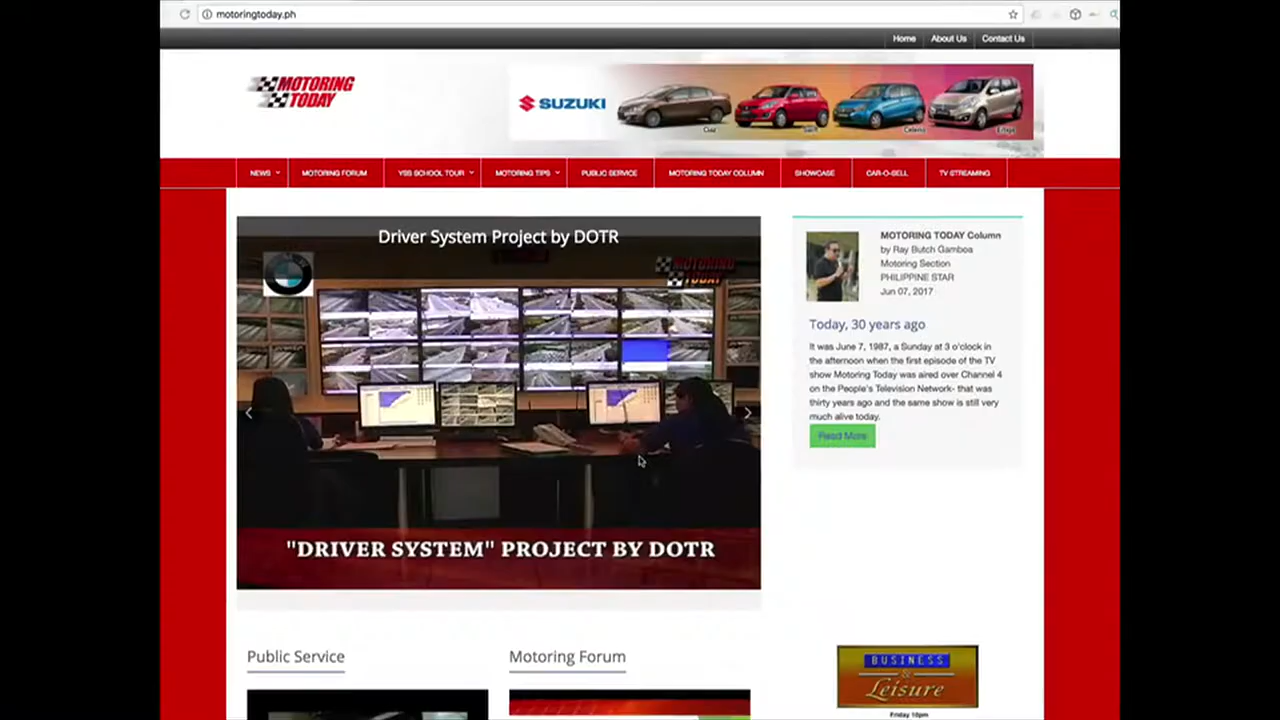 motoringtoday.ph
Home
About Us
Contact Us
MOTORING
TODAY
SUZUKI
Ciaz
Swift
Celerio
Ertiga
NEWS
MOTORING FORUM
YSS SCHOOL TOUR
MOTORING TIPS
PUBLIC SERVICE
MOTORING TODAY COLUMN
SHOWCASE
CAR-O-SELL
TV STREAMING
Driver System Project by DOTR
MOTORING
TODAY
"DRIVER SYSTEM" PROJECT BY DOTR
MOTORING TODAY Column
by Ray Butch Gamboa
Motoring Section
PHILIPPINE STAR
Jun 07, 2017
Today, 30 years ago
It was June 7, 1987, a Sunday at 3 o'clock in
the afternoon when the first episode of the TV
show Motoring Today was aired over Channel 4
on the People's Television Network- that was
thirty years ago and the same show is still very
much alive today.
Read More
Public Service
Motoring Forum
BUSINESS
&
Leisure
Friday 10pm